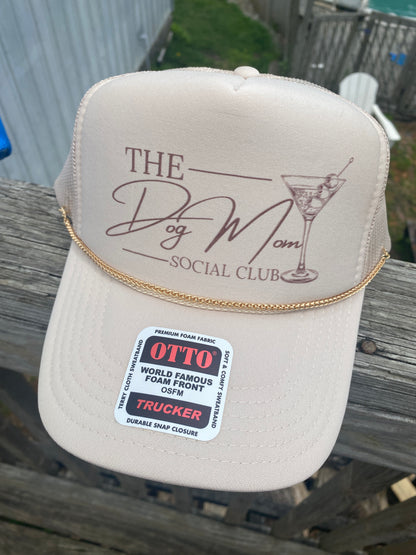 THE
Dog Mom
SOCIAL CLUB
PREMIUM FOAM FABRIC
OTTO
WORLD FAMOUS
FOAM FRONT
OSFM
TRUCKER
DURABLE SNAP CLOSURE
TERRY CLOTH SWEATBAND
SOFT & COMFY SWEATBAND